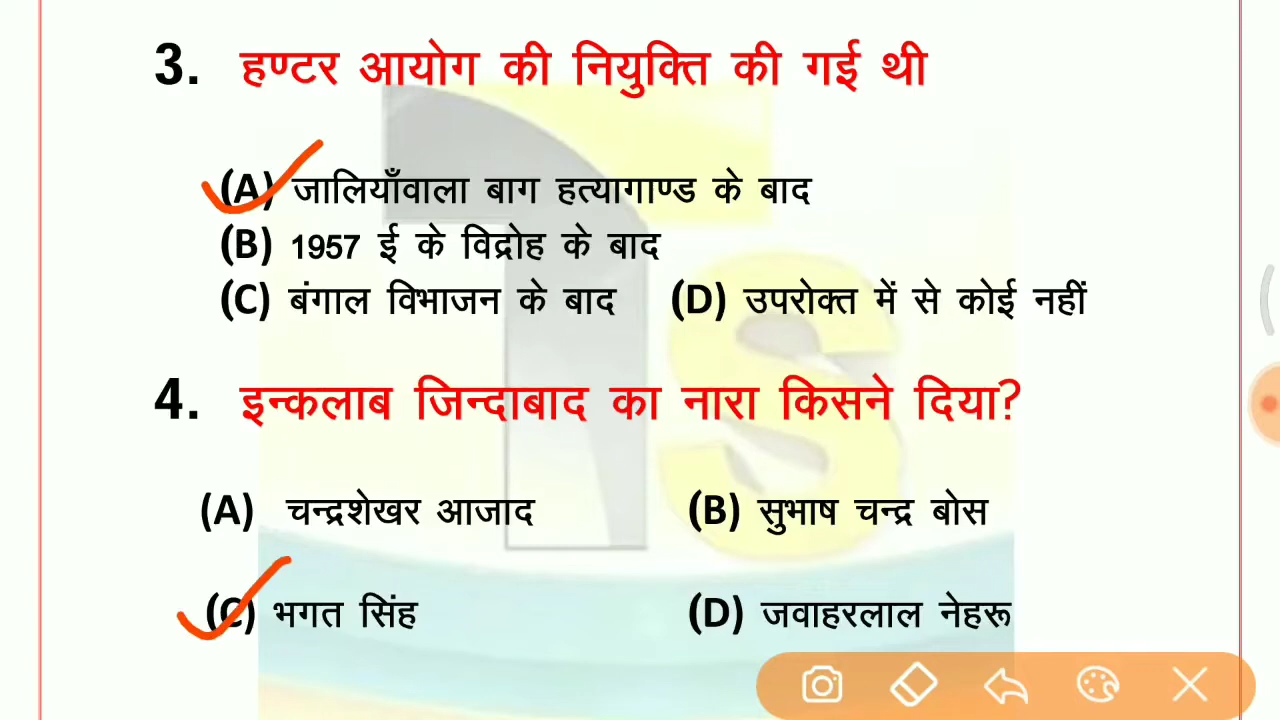 3. हण्टर आयोग की नियुक्ति की गई थी
(A) जालियाँवाला बाग हत्यागाण्ड के बाद
(B) 1957 ई के विद्रोह के बाद
(C) बंगाल विभाजन के बाद (D) उपरोक्त में से कोई नहीं
4. इन्कलाब जिन्दाबाद का नारा किसने दिया?
(A) चन्द्रशेखर आजाद (B) सुभाष चन्द्र बोस
(C) भगत सिंह (D) जवाहरलाल नेहरू
Ts